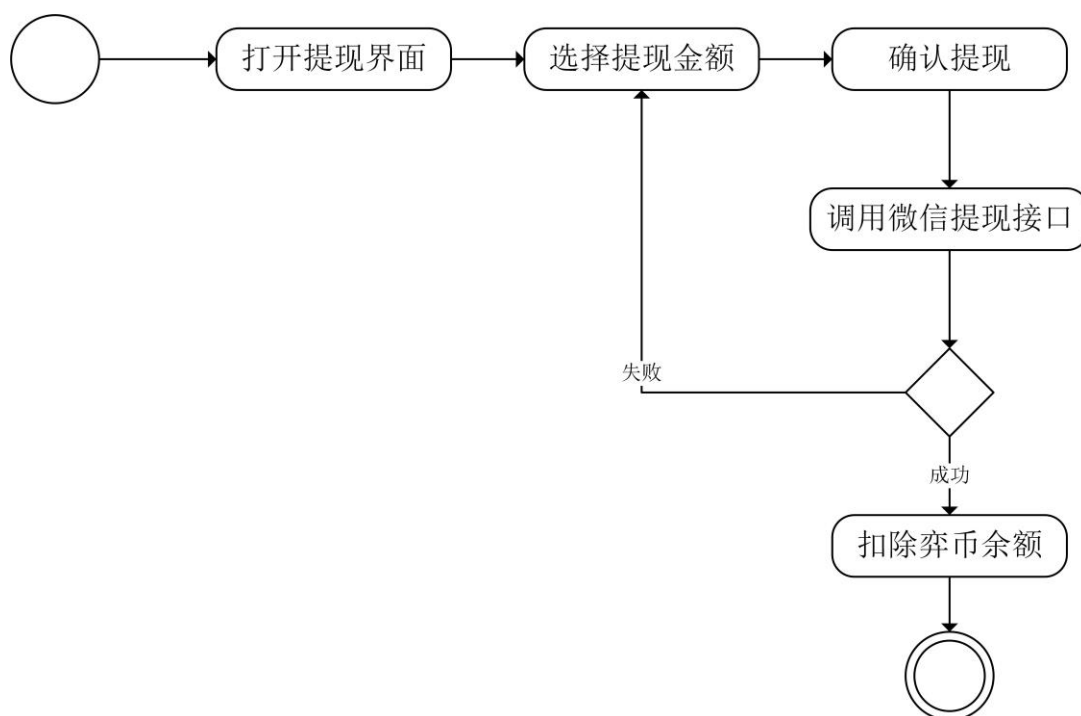 打开提现界面
选择提现金额
确认提现
调用微信提现接口
失败
成功
扣除弈币余额